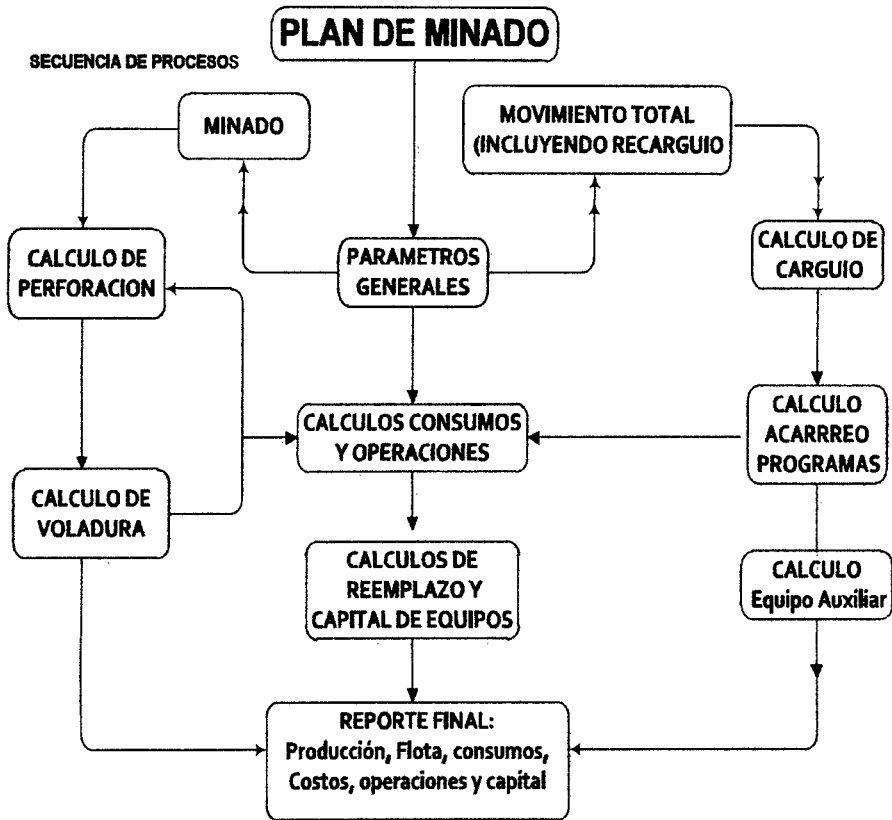 PLAN DE MINADO
SECUENCIA DE PROCESOS
MINADO
MOVIMIENTO TOTAL
(INCLUYENDO RECARGUIO
CALCULO DE
PERFORACION
PARAMETROS
GENERALES
CALCULO DE
CARGUIO
CALCULOS CONSUMOS
Y OPERACIONES
CALCULO
ACARRREO
PROGRAMAS
CALCULO DE
VOLADURA
CALCULOS DE
REEMPLAZO Y
CAPITAL DE EQUIPOS
CALCULO
Equipo Auxiliar
REPORTE FINAL:
Producción, Flota, consumos,
Costos, operaciones y capital